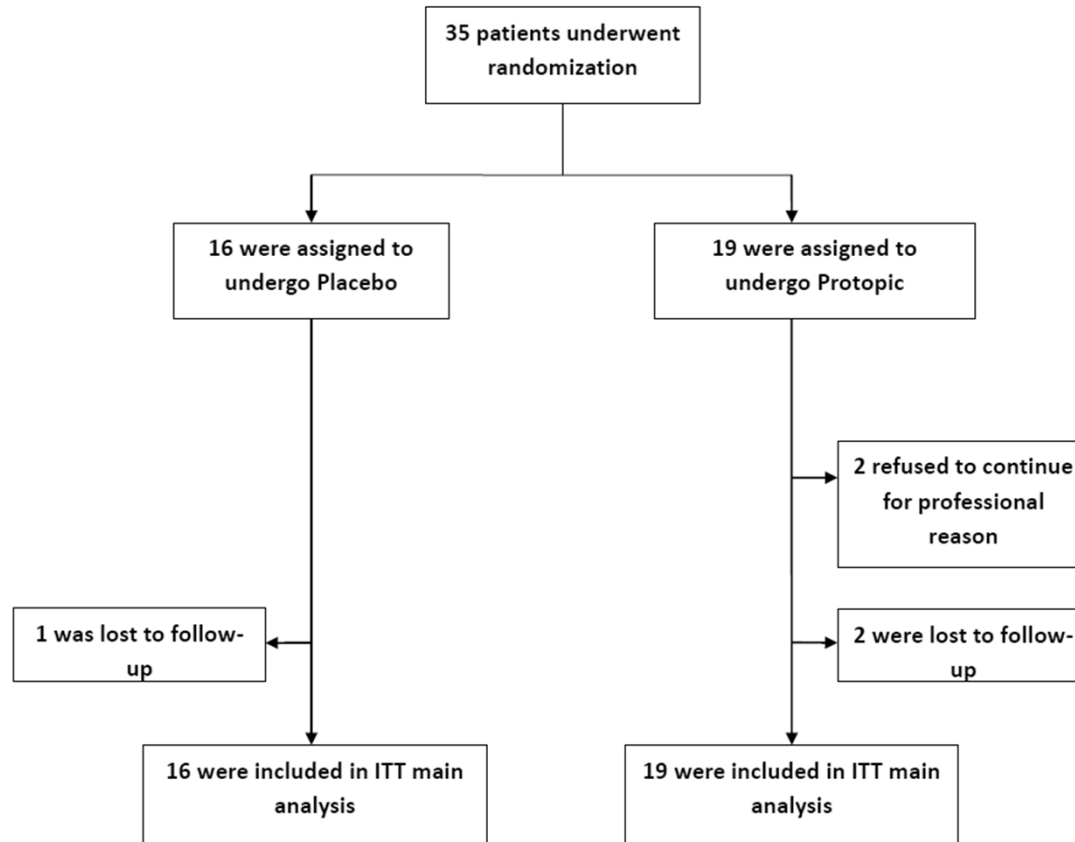 35 patients underwent
randomization
16 were assigned to
undergo Placebo
19 were assigned to
undergo Protopic
2 refused to continue
for professional
reason
1 was lost to follow-
up
2 were lost to follow-
up
16 were included in ITT main
analysis
19 were included in ITT main
analysis